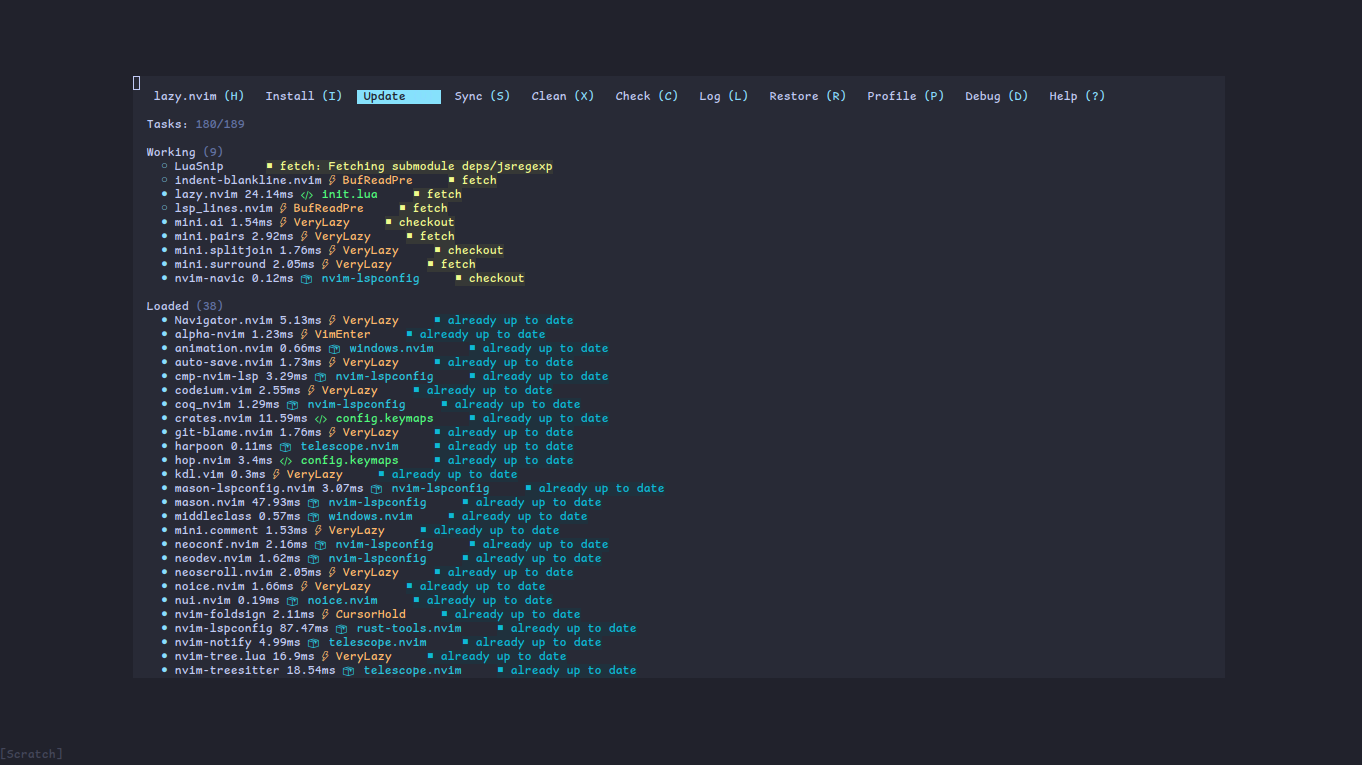 lazy.nvim (H) Install (I) Update Sync (S) Clean (X) Check (C) Log (L) Restore (R) Profile (P) Debug (D) Help (?)
Tasks: 180/189
Working (9)
○ LuaSnip ■ fetch: Fetching submodule deps/jsregexp
○ indent-blankline.nvim BufReadPre ■ fetch
● lazy.nvim 24.14ms </> init.lua ■ fetch
○ lsp_lines.nvim BufReadPre ■ fetch
● mini.ai 1.54ms VeryLazy ■ checkout
● mini.pairs 2.92ms VeryLazy ■ fetch
● mini.splitjoin 1.76ms VeryLazy ■ checkout
● mini.surround 2.05ms VeryLazy ■ fetch
● nvim-navic 0.12ms nvim-lspconfig ■ checkout
Loaded (38)
● Navigator.nvim 5.13ms VeryLazy ■ already up to date
● alpha-nvim 1.23ms VimEnter ■ already up to date
● animation.nvim 0.66ms windows.nvim ■ already up to date
● auto-save.nvim 1.73ms VeryLazy ■ already up to date
● cmp-nvim-lsp 3.29ms nvim-lspconfig ■ already up to date
● codeium.vim 2.55ms VeryLazy ■ already up to date
● coq_nvim 1.29ms nvim-lspconfig ■ already up to date
● crates.nvim 11.59ms </> config.keymaps ■ already up to date
● git-blame.nvim 1.76ms VeryLazy ■ already up to date
● harpoon 0.11ms telescope.nvim ■ already up to date
● hop.nvim 3.4ms </> config.keymaps ■ already up to date
● kdl.vim 0.3ms VeryLazy ■ already up to date
● mason-lspconfig.nvim 3.07ms nvim-lspconfig ■ already up to date
● mason.nvim 47.93ms nvim-lspconfig ■ already up to date
● middleclass 0.57ms windows.nvim ■ already up to date
● mini.comment 1.53ms VeryLazy ■ already up to date
● neoconf.nvim 2.16ms nvim-lspconfig ■ already up to date
● neodev.nvim 1.62ms nvim-lspconfig ■ already up to date
● neoscroll.nvim 2.05ms VeryLazy ■ already up to date
● noice.nvim 1.66ms VeryLazy ■ already up to date
● nui.nvim 0.19ms noice.nvim ■ already up to date
● nvim-foldsign 2.11ms CursorHold ■ already up to date
● nvim-lspconfig 87.47ms rust-tools.nvim ■ already up to date
● nvim-notify 4.99ms telescope.nvim ■ already up to date
● nvim-tree.lua 16.9ms VeryLazy ■ already up to date
● nvim-treesitter 18.54ms telescope.nvim ■ already up to date
[Scratch]